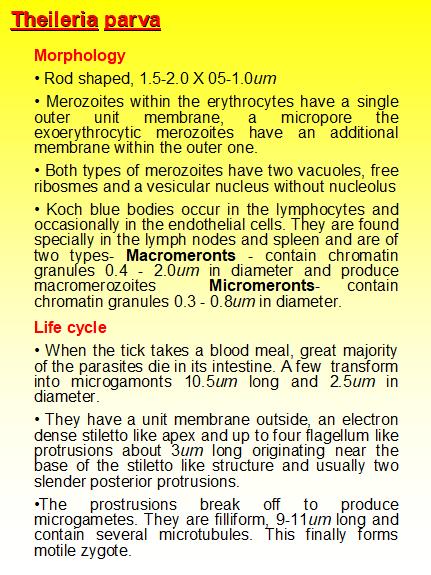 Theileria parva
Morphology
• Rod shaped, 1.5-2.0 X 05-1.0um
• Merozoites within the erythrocytes have a single
outer unit membrane, a micropore the
exoerythrocytic merozoites have an additional
membrane within the outer one.
• Both types of merozoites have two vacuoles, free
ribosmes and a vesicular nucleus without nucleolus
• Koch blue bodies occur in the lymphocytes and
occasionally in the endothelial cells. They are found
specially in the lymph nodes and spleen and are of
two types- Macromeronts - contain chromatin
granules 0.4 - 2.0um in diameter and produce
macromerozoites Micromeronts- contain
chromatin granules 0.3 - 0.8um in diameter.
Life cycle
• When the tick takes a blood meal, great majority
of the parasites die in its intestine. A few transform
into microgamonts 10.5um long and 2.5um in
diameter.
• They have a unit membrane outside, an electron
dense stiletto like apex and up to four flagellum like
protrusions about 3um long originating near the
base of the stiletto like structure and usually two
slender posterior protrusions.
•The prostrusions break off to produce
microgametes. They are filliform, 9-11um long and
contain several microtubules. This finally forms
motile zygote.